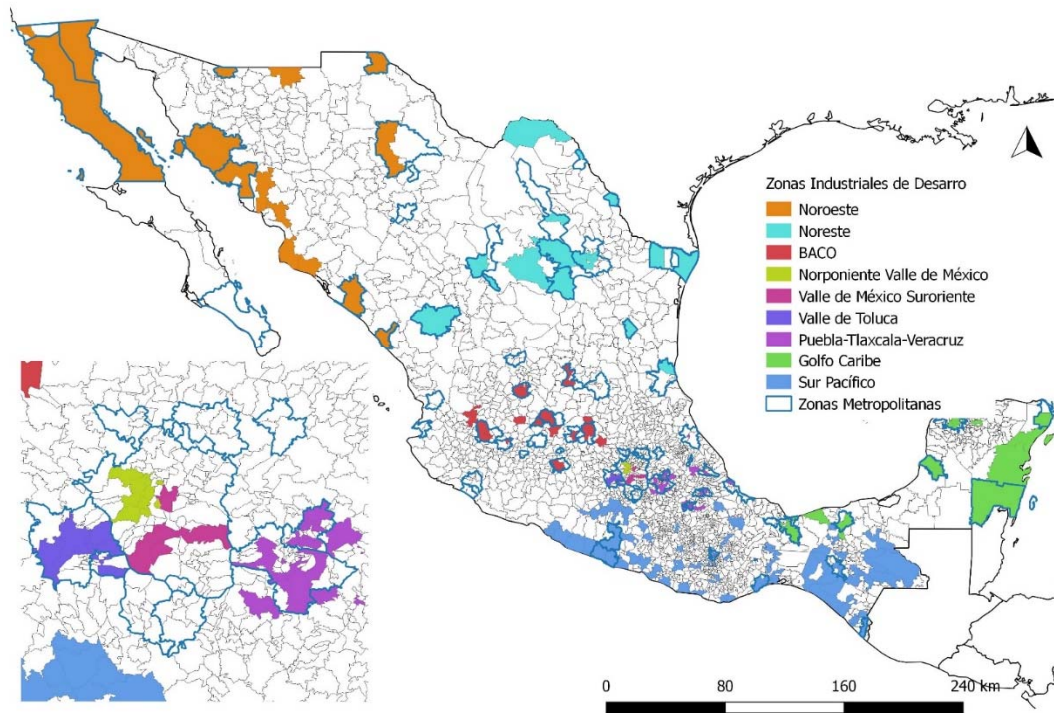 Zonas Industriales de Desarro
Noroeste
Noreste
BACO
Norponiente Valle de México
Valle de México Suroriente
Valle de Toluca
Puebla-Tlaxcala-Veracruz
Golfo Caribe
Sur Pacífico
Zonas Metropolitanas
0 80 160 240 km